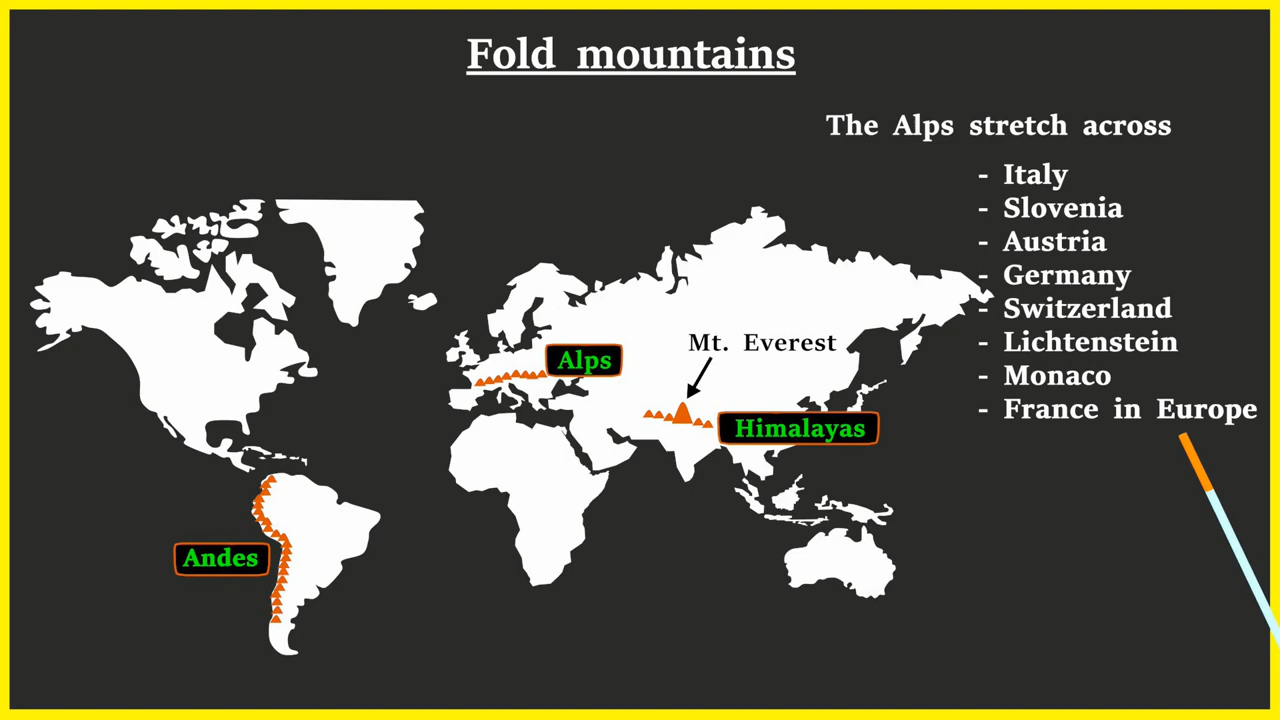 Fold mountains
The Alps stretch across
- Italy
- Slovenia
- Austria
- Germany
- Switzerland
- Lichtenstein
- Monaco
- France in Europe
Mt. Everest
Alps
Himalayas
Andes